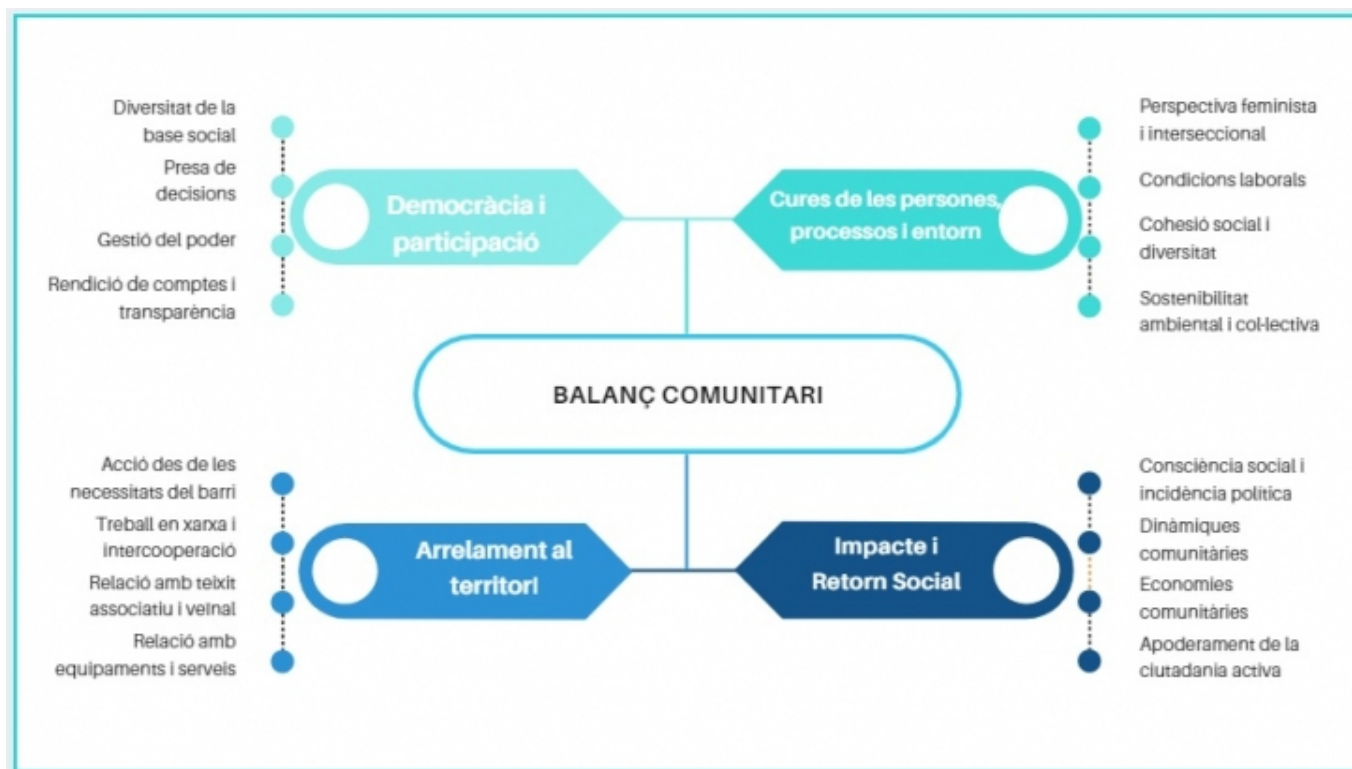 Diversitat de la
base social
Presa de
decisions
Gestió del poder
Rendició de comptes i
transparència
Democràcia i
participació
Cures de les persones,
processos i entorn
Perspectiva feminista
i interseccional
Condicions laborals
Cohesió social i
diversitat
Sostenibilitat
ambiental i col·lectiva
BALANÇ COMUNITARI
Acció des de les
necessitats del barri
Treball en xarxa i
intercooperació
Relació amb teixit
associatiu i veïnal
Relació amb
equipaments i serveis
Arrelament al
territori
Impacte i
Retorn Social
Consciència social i
incidència política
Dinàmiques
comunitàries
Economies
comunitàries
Apoderament de la
ciutadania activa